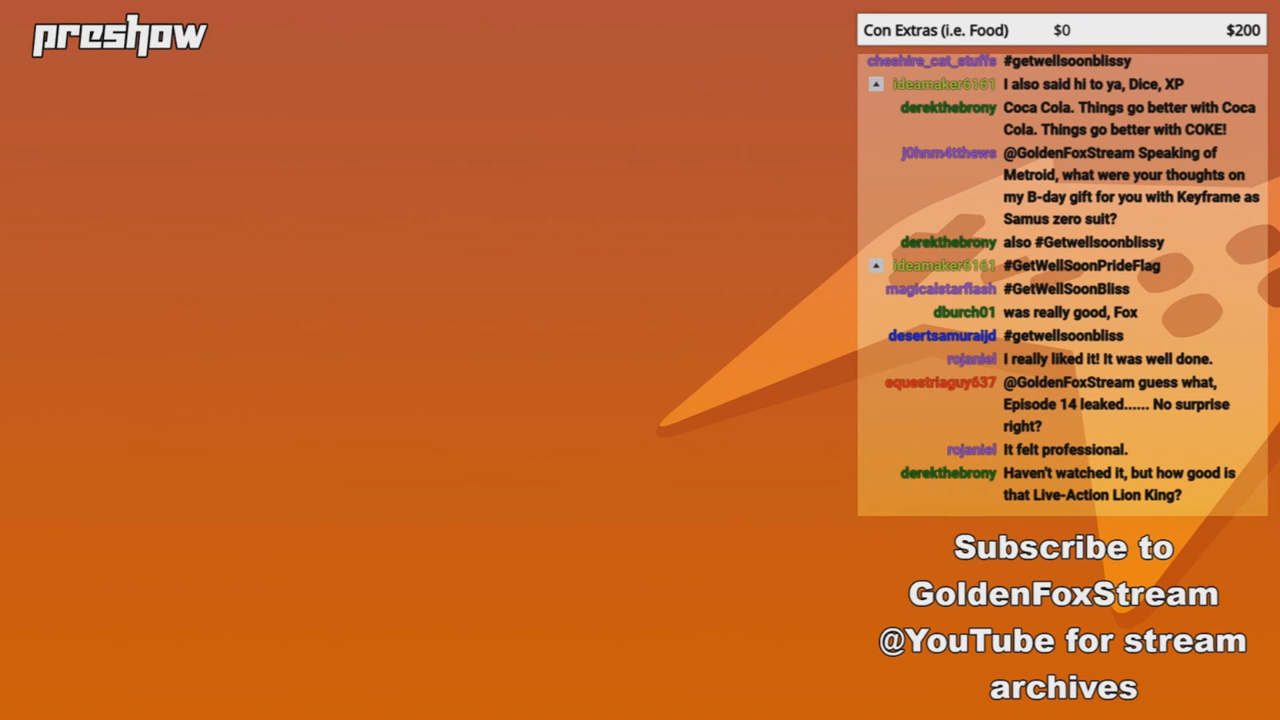 preshow
Con Extras (i.e. Food) $0 $200
cheshire_cat_stuffs #getwellsoonblissy
ideamaker6161 I also said hi to ya, Dice, XP
derekthebrony Coca Cola. Things go better with Coca
Cola. Things go better with COKE!
j0hnm4tthews @GoldenFoxStream Speaking of
Metroid, what were your thoughts on
my B-day gift for you with Keyframe as
Samus zero suit?
derekthebrony also #Getwellsoonblissy
ideamaker6161 #GetWellSoonPrideFlag
magicalstarflash #GetWellSoonBliss
dburch01 was really good, Fox
desertsamuraijd #getwellsoonbliss
rojaniel I really liked it! It was well done.
equestriaguy637 @GoldenFoxStream guess what,
Episode 14 leaked...... No surprise
right?
rojaniel It felt professional.
derekthebrony Haven't watched it, but how good is
that Live-Action Lion King?
Subscribe to
GoldenFoxStream
@YouTube for stream
archives